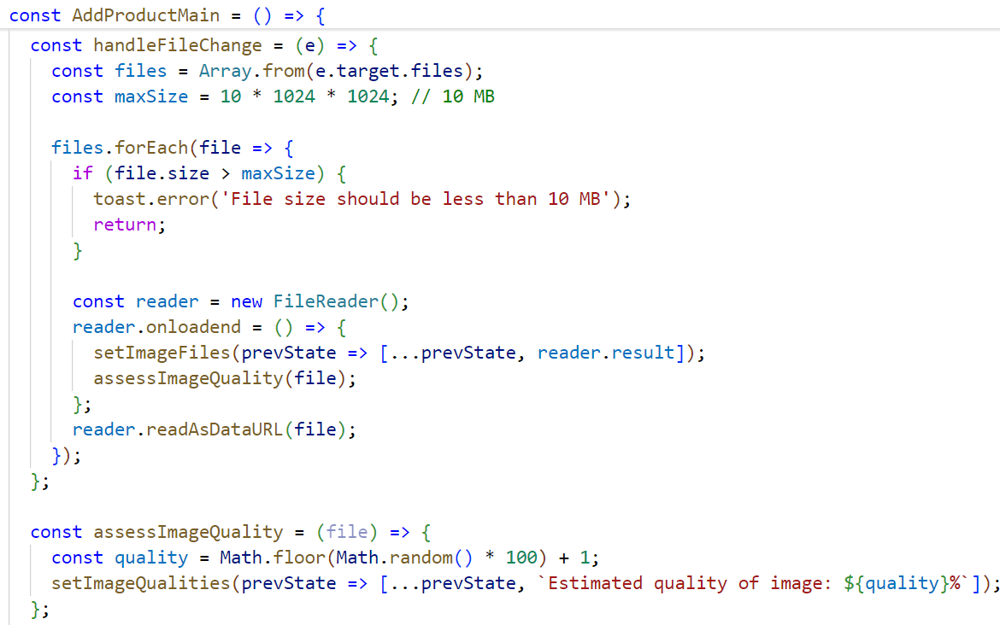 const AddProductMain = () => {
const handleFileChange = (e) => {
const files = Array.from(e.target.files);
const maxSize = 10 * 1024 * 1024; // 10 MB
files.forEach(file => {
if (file.size > maxSize) {
toast.error('File size should be less than 10 MB');
return;
}
const reader = new FileReader();
reader.onloadend = () => {
setImageFiles(prevState => [...prevState, reader.result]);
assessImageQuality(file);
};
reader.readAsDataURL(file);
});
};
const assessImageQuality = (file) => {
const quality = Math.floor(Math.random() * 100) + 1;
setImageQualities(prevState => [...prevState, `Estimated quality of image: ${quality}%`]);
};